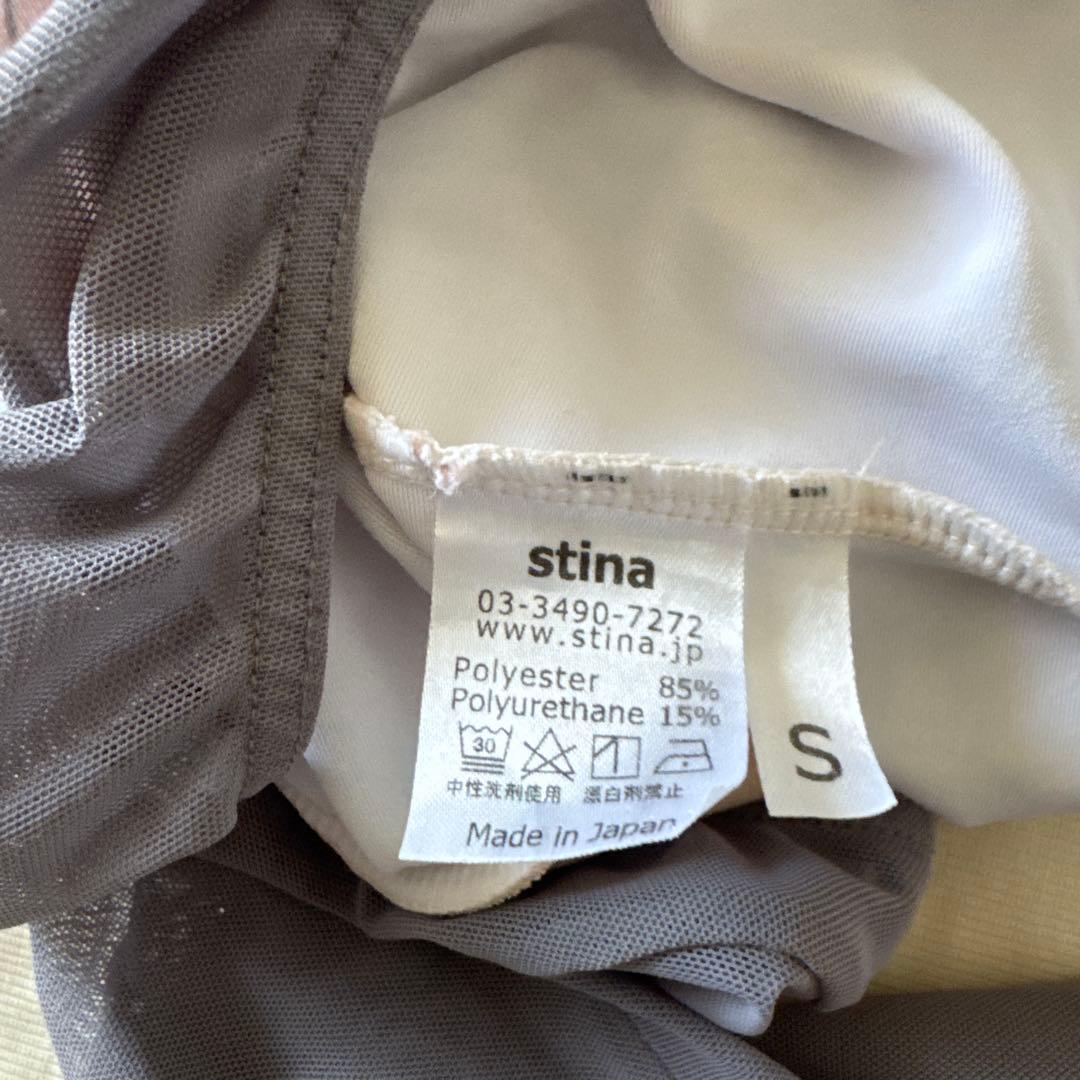 stina
03-3490-7272
www.stina.jp
Polyester 85%
Polyurethane 15%
30
中性洗剤使用 漂白剤禁止
Made in Japan
S